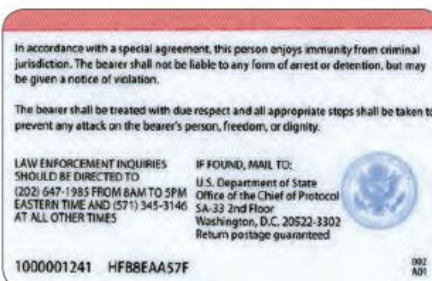 In accordance with a special agreement, this person enjoys immunity from criminal
jurisdiction. The bearer shall not be liable to any form of arrest or detention, but may
be given a notice of violation.
The bearer shall be treated with due respect and all appropriate steps shall be taken to
prevent any attack on the bearer's person, freedom, or dignity.
LAW ENFORCEMENT INQUIRIES
SHOULD BE DIRECTED TO
(202) 647-1985 FROM 8AM TO 5PM
EASTERN TIME AND (571) 345-3146
AT ALL OTHER TIMES
IF FOUND, MAIL TO:
U.S. Department of State
Office of the Chief of Protocol
SA-33 2nd Floor
Washington, D.C. 20522-3302
Return postage guaranteed
1000001241 HFB8EAA57F
002
A01